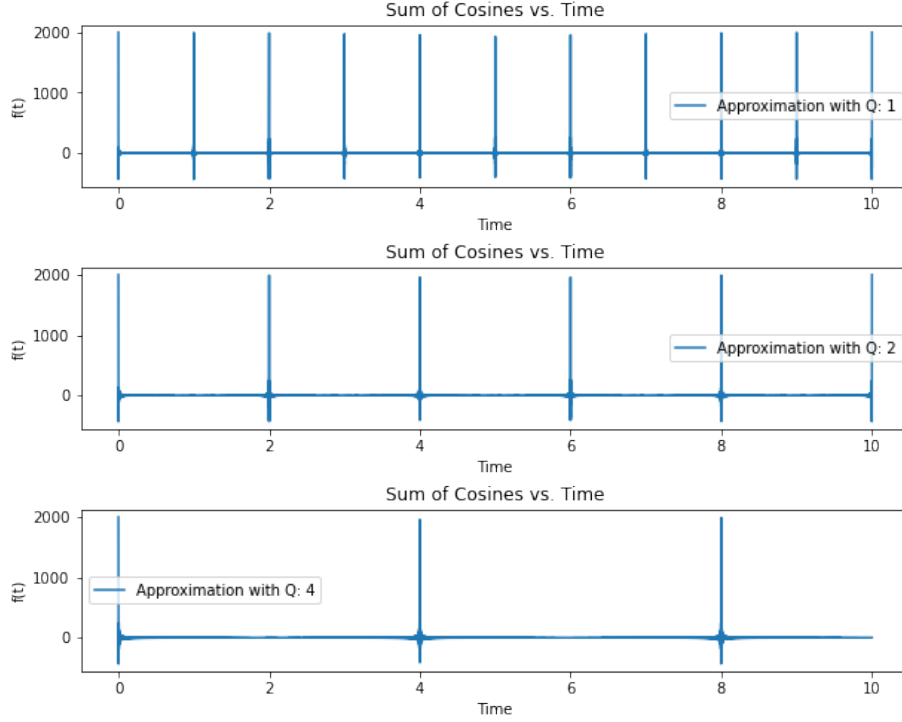 Sum of Cosines vs. Time
2000
1000
0
f(t)
Approximation with Q: 1
0 2 4 6 8 10
Time
Sum of Cosines vs. Time
2000
1000
0
f(t)
Approximation with Q: 2
0 2 4 6 8 10
Time
Sum of Cosines vs. Time
2000
1000
0
f(t)
Approximation with Q: 4
0 2 4 6 8 10
Time